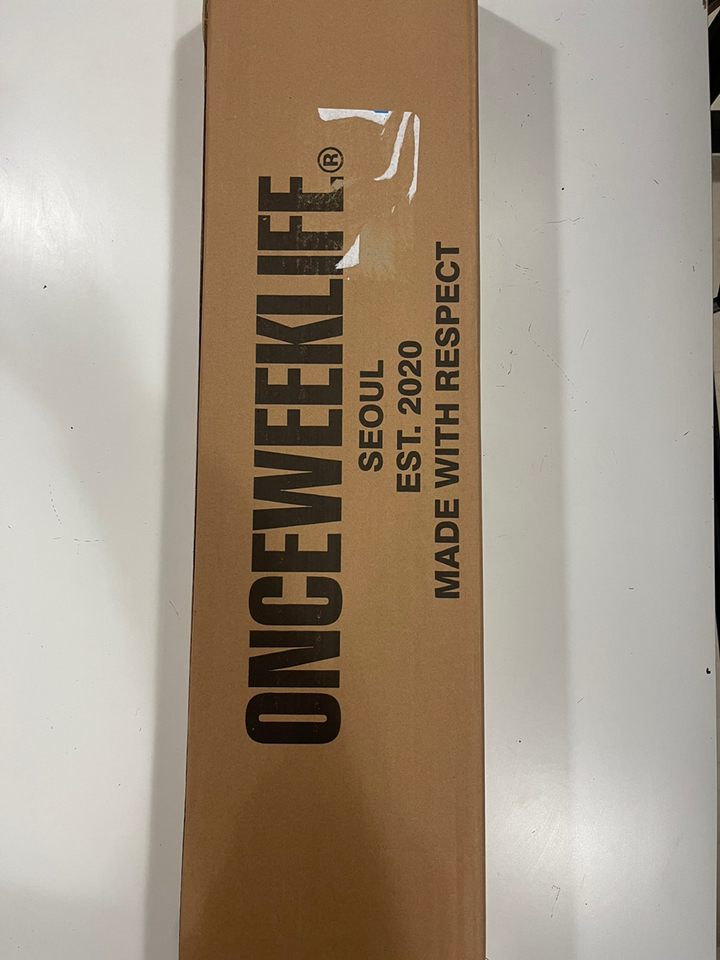 ONCEWEEKLIFE®
SEOUL
EST. 2020
MADE WITH RESPECT